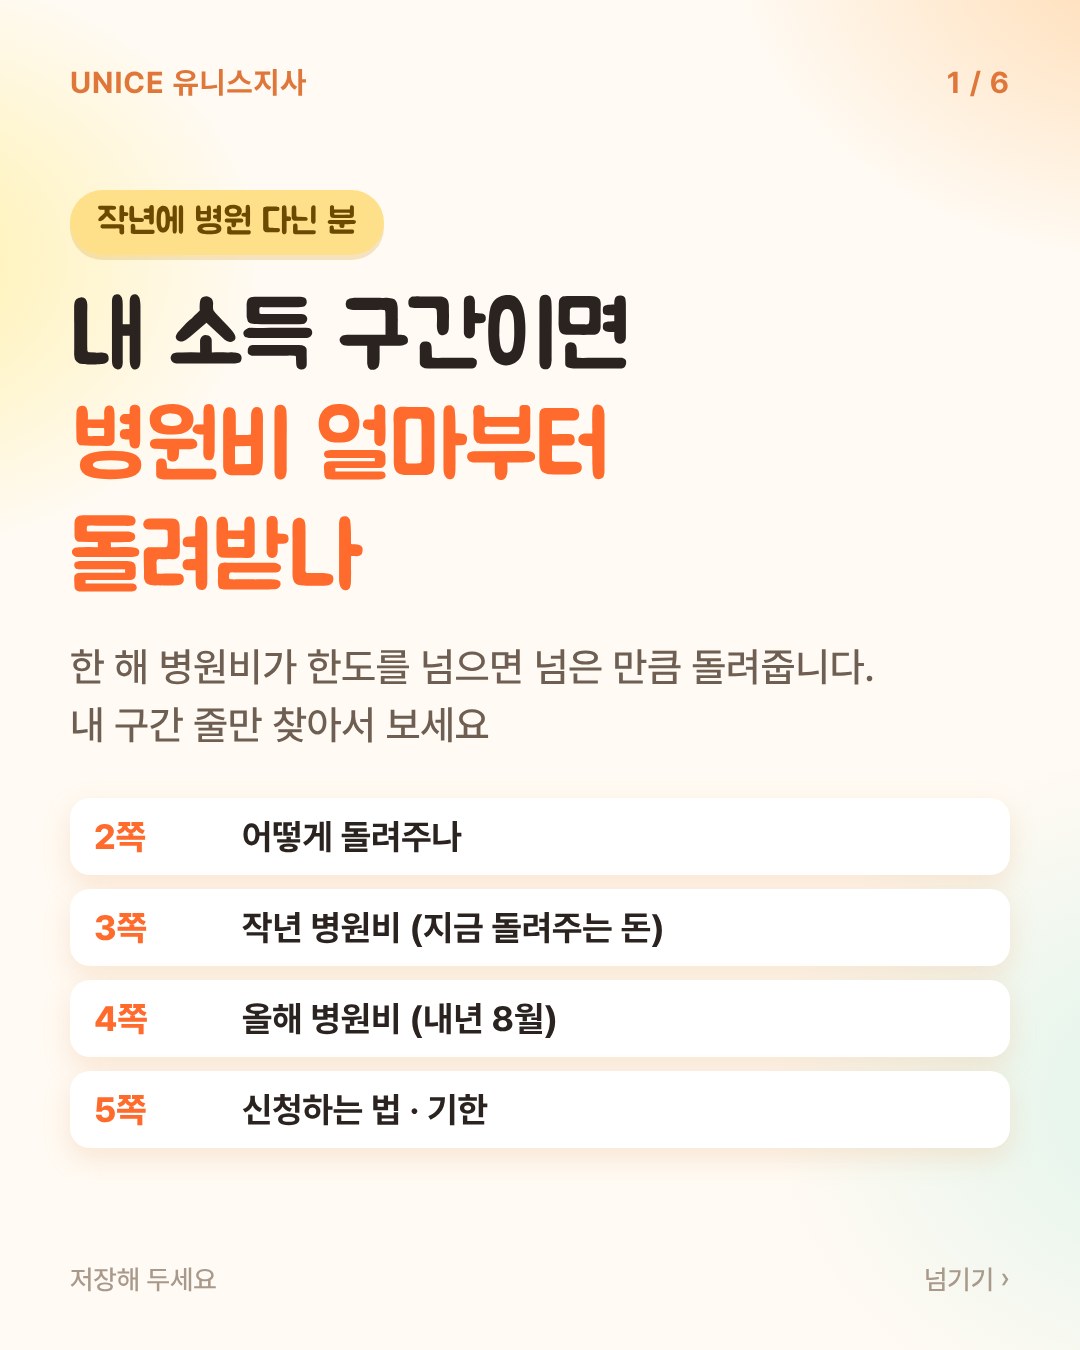 UNICE 유니스지사
1 / 6
작년에 병원 다닌 분
내 소득 구간이면
병원비 얼마부터
돌려받나
한 해 병원비가 한도를 넘으면 넘은 만큼 돌려줍니다.
내 구간 줄만 찾아서 보세요
2쪽 어떻게 돌려주나
3쪽 작년 병원비 (지금 돌려주는 돈)
4쪽 올해 병원비 (내년 8월)
5쪽 신청하는 법 · 기한
저장해 두세요
넘기기 ›